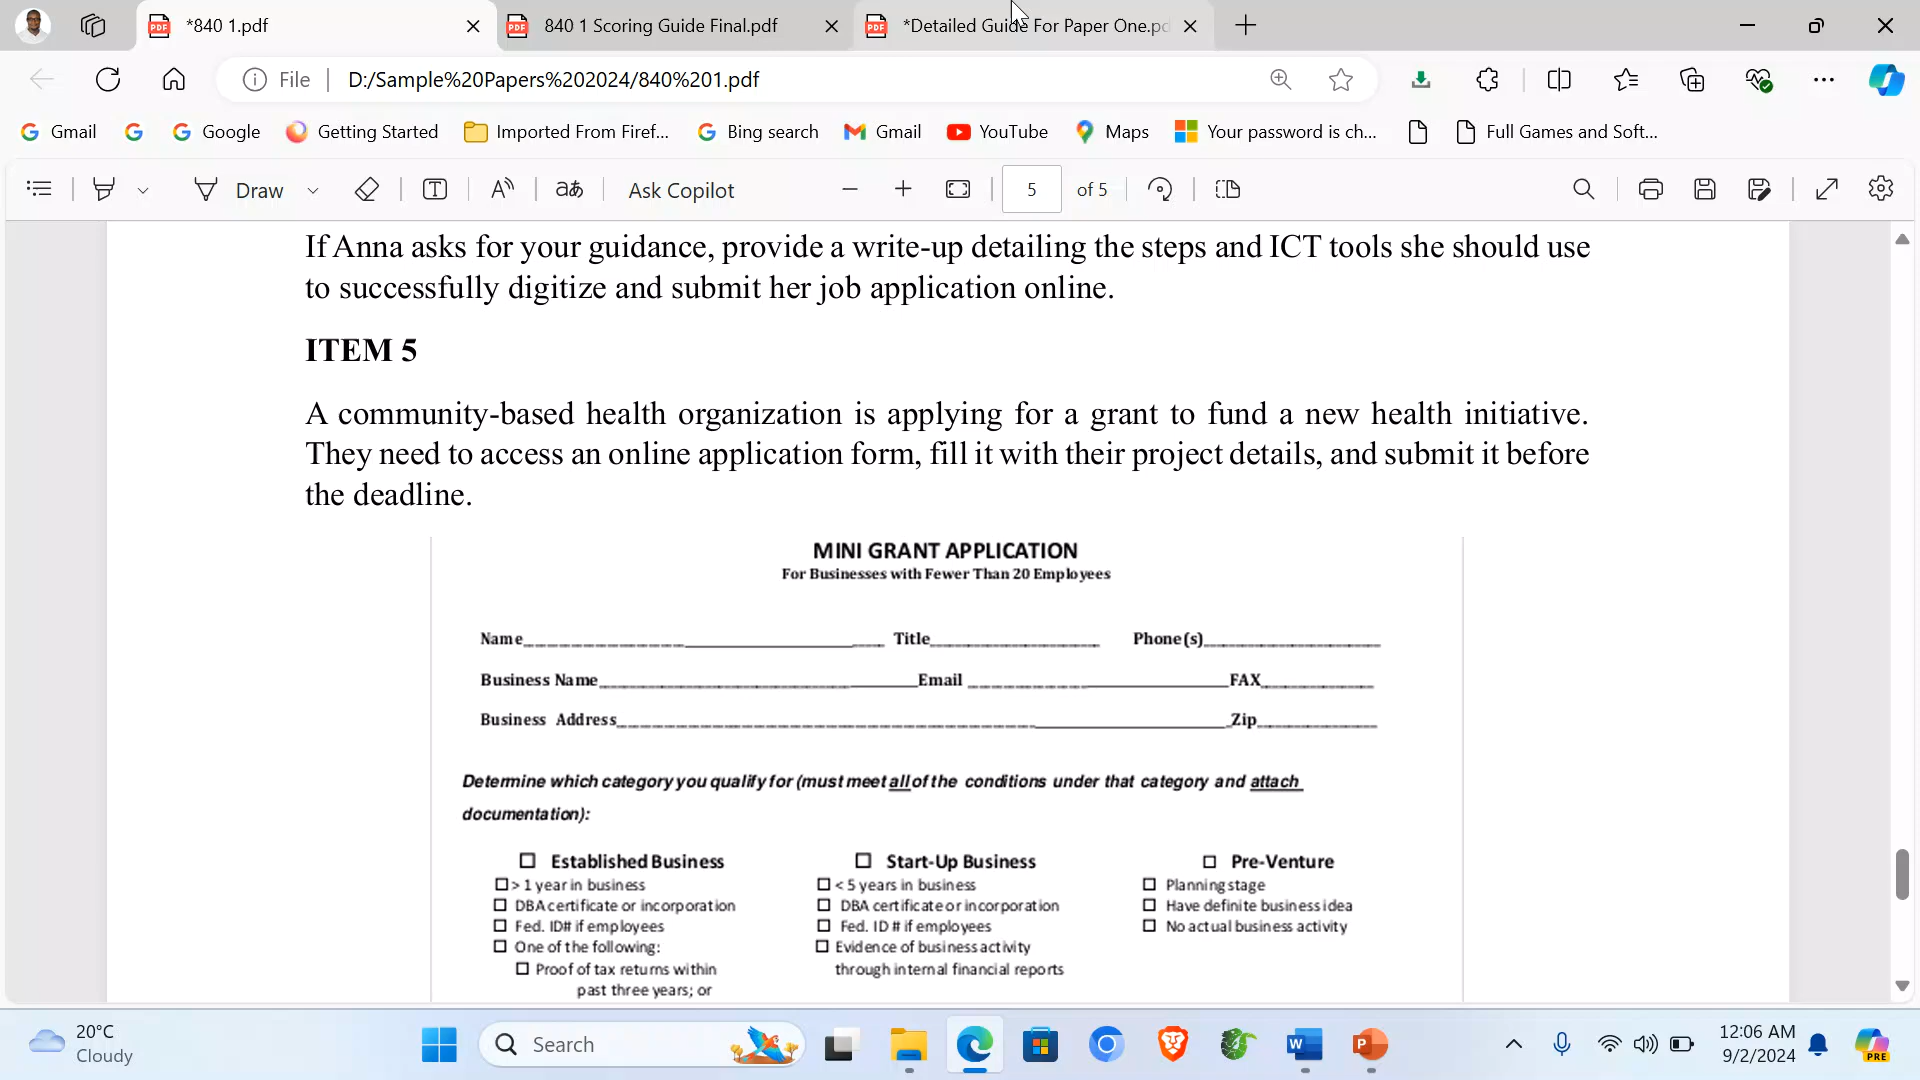 *840 1.pdf
840 1 Scoring Guide Final.pdf
*Detailed Guide For Paper One.pd
File
D:/Sample%20Papers%202024/840%201.pdf
Gmail
Google
Getting Started
Imported From Firef...
Bing search
Gmail
YouTube
Maps
Your password is ch...
Full Games and Soft...
Draw
Ask Copilot
5 of 5
If Anna asks for your guidance, provide a write-up detailing the steps and ICT tools she should use
to successfully digitize and submit her job application online.
ITEM 5
A community-based health organization is applying for a grant to fund a new health initiative.
They need to access an online application form, fill it with their project details, and submit it before
the deadline.
MINI GRANT APPLICATION
For Businesses with Fewer Than 20 Employees
Name Title Phone(s)
Business Name Email FAX
Business Address Zip
Determine which category you qualify for (must meet all of the conditions under that category and attach
documentation):
Established Business
> 1 year in business
DBA certificate or incorporation
Fed. ID# if employees
One of the following:
Proof of tax returns within
past three years; or
Start-Up Business
< 5 years in business
DBA certificate or incorporation
Fed. ID # if employees
Evidence of business activity
through internal financial reports
Pre-Venture
Planning stage
Have definite business idea
No actual business activity
20°C
Cloudy
Search
12:06 AM
9/2/2024
PRE